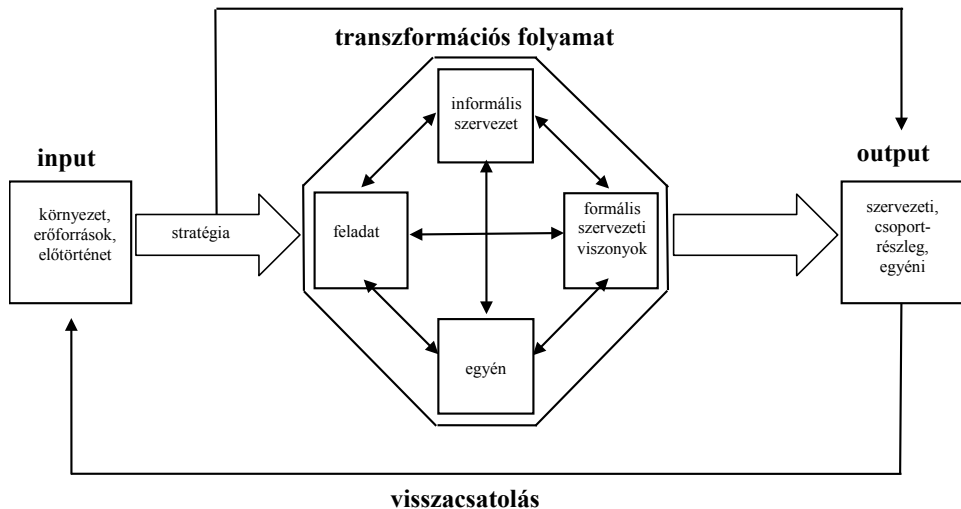 transzformációs folyamat
informális
szervezet
input
output
környezet,
erőforrások,
előtörténet
stratégia
feladat
formális
szervezeti
viszonyok
szervezeti,
csoport-
részleg,
egyéni
egyén
visszacsatolás